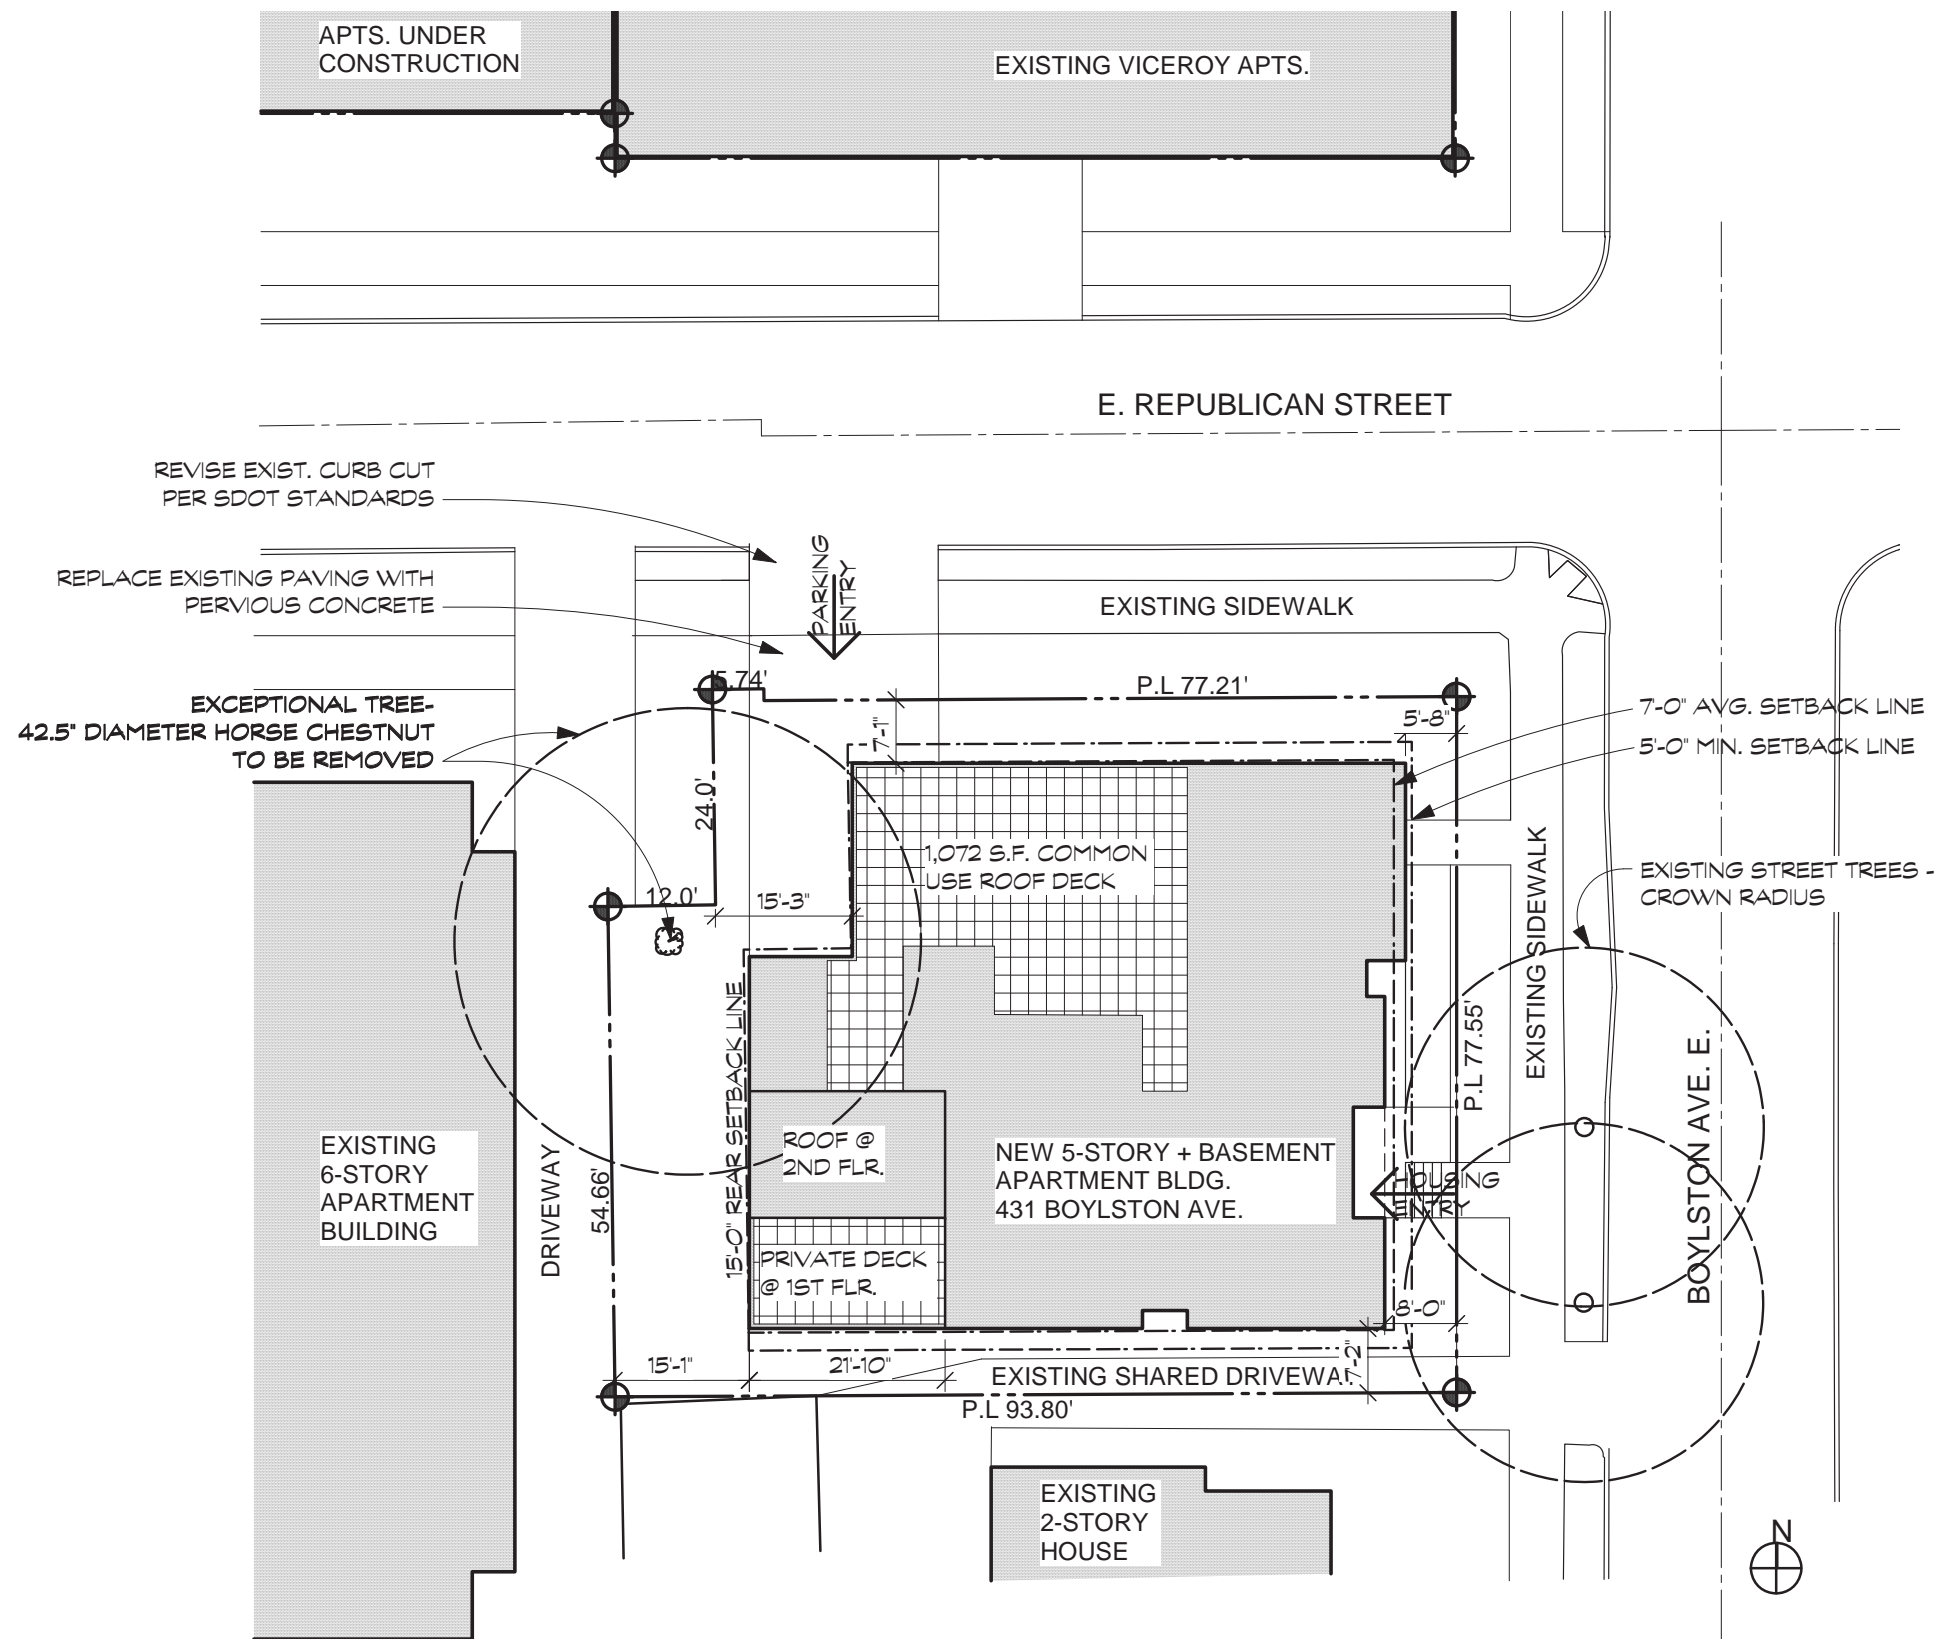 APTS. UNDER
CONSTRUCTION
EXISTING VICEROY APTS.
E. REPUBLICAN STREET
REVISE EXIST. CURB CUT
PER SDOT STANDARDS
REPLACE EXISTING PAVING WITH
PERVIOUS CONCRETE
PARKING
ENTRY
EXISTING SIDEWALK
EXCEPTIONAL TREE-
42.5" DIAMETER HORSE CHESTNUT
TO BE REMOVED
5.74'
P.L 77.21'
7'-1"
5'-8"
7'-0" AVG. SETBACK LINE
5'-0" MIN. SETBACK LINE
24.0'
12.0'
15'-3"
1,072 S.F. COMMON
USE ROOF DECK
EXISTING SIDEWALK
EXISTING STREET TREES -
CROWN RADIUS
P.L 77.55'
BOYLSTON AVE. E.
15'-0" REAR SETBACK LINE
EXISTING
6-STORY
APARTMENT
BUILDING
DRIVEWAY
54.66'
ROOF @
2ND FLR.
NEW 5-STORY + BASEMENT
APARTMENT BLDG.
431 BOYLSTON AVE.
HOUSING
ENTRY
PRIVATE DECK
@ 1ST FLR.
8'-0"
7'-2"
15'-1"
21'-10"
EXISTING SHARED DRIVEWA
P.L 93.80'
EXISTING
2-STORY
HOUSE
N